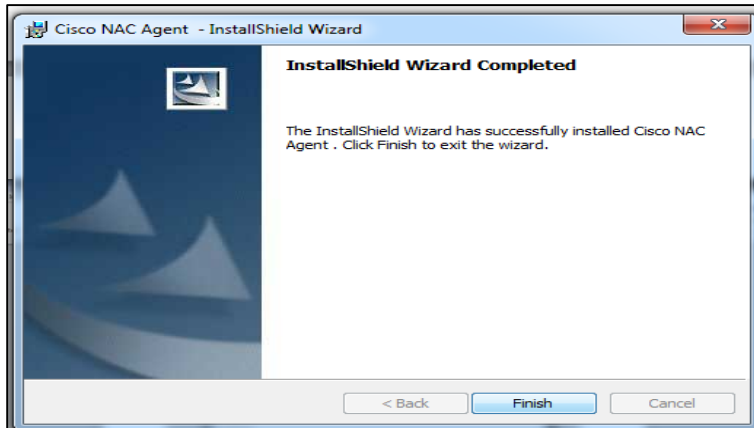 Cisco NAC Agent - InstallShield Wizard
InstallShield Wizard Completed
The InstallShield Wizard has successfully installed Cisco NAC
Agent . Click Finish to exit the wizard.
< Back Finish Cancel